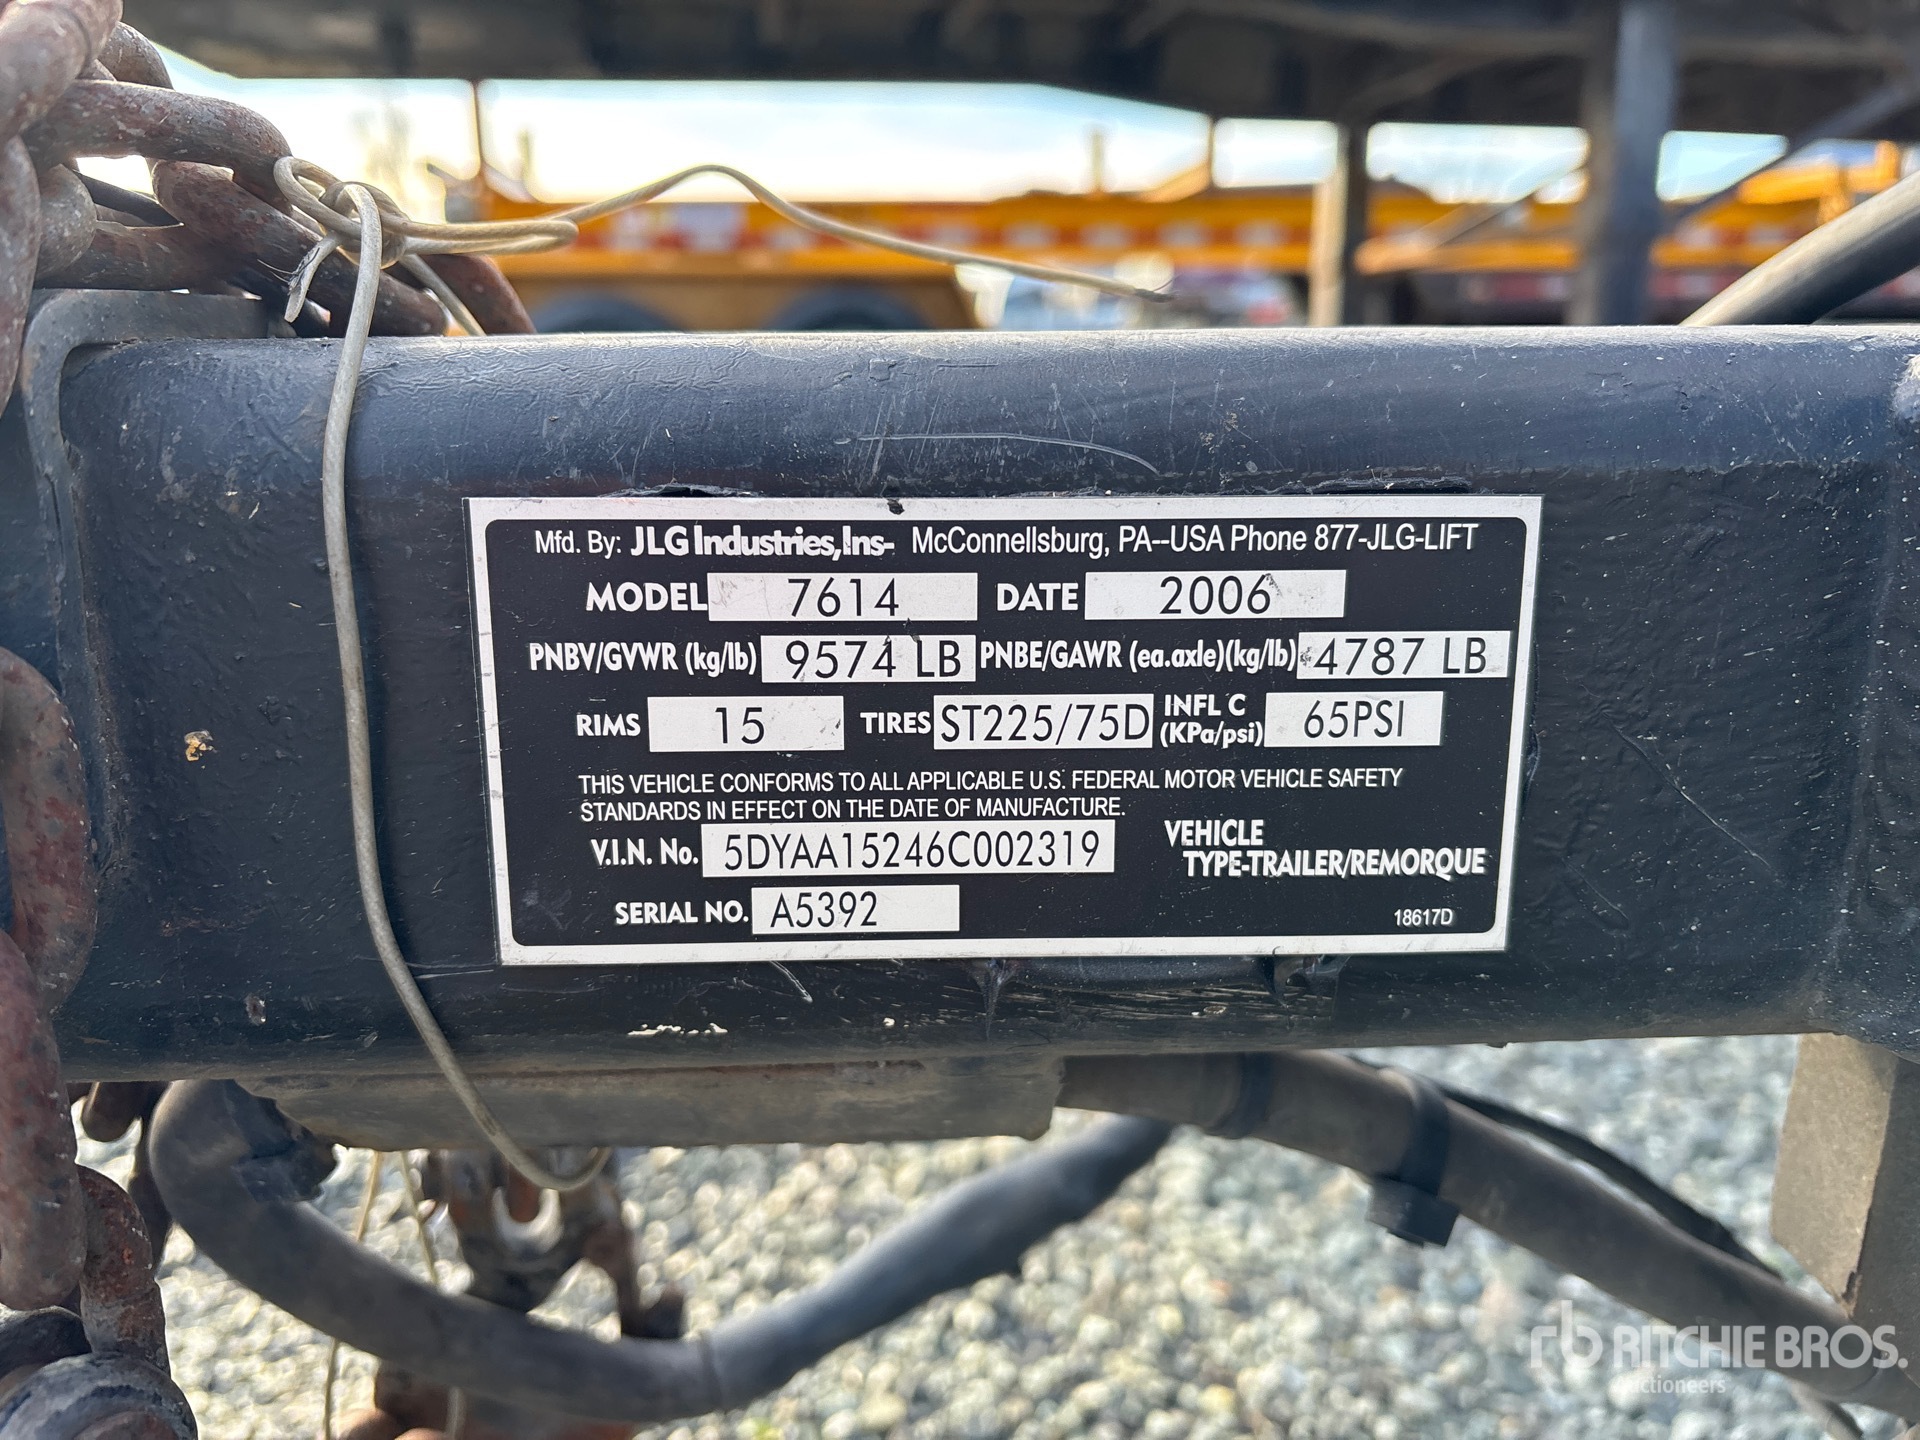 Mfd. By: JLG Industries, Ins- McConnellsburg, PA--USA Phone 877-JLG-LIFT
MODEL 7614 DATE 2006
PNBV/GVWR (kg/lb) 9574 LB PNBE/GAWR (ea.axle)(kg/lb) 4787 LB
RIMS 15 TIRES ST225/75D INFL C (KPa/psi) 65PSI
THIS VEHICLE CONFORMS TO ALL APPLICABLE U.S. FEDERAL MOTOR VEHICLE SAFETY
STANDARDS IN EFFECT ON THE DATE OF MANUFACTURE.
V.I.N. No. 5DYAA15246C002319 VEHICLE
TYPE-TRAILER/REMORQUE
SERIAL NO. A5392
18617D
rb RITCHIE BROS.
Auctioneers